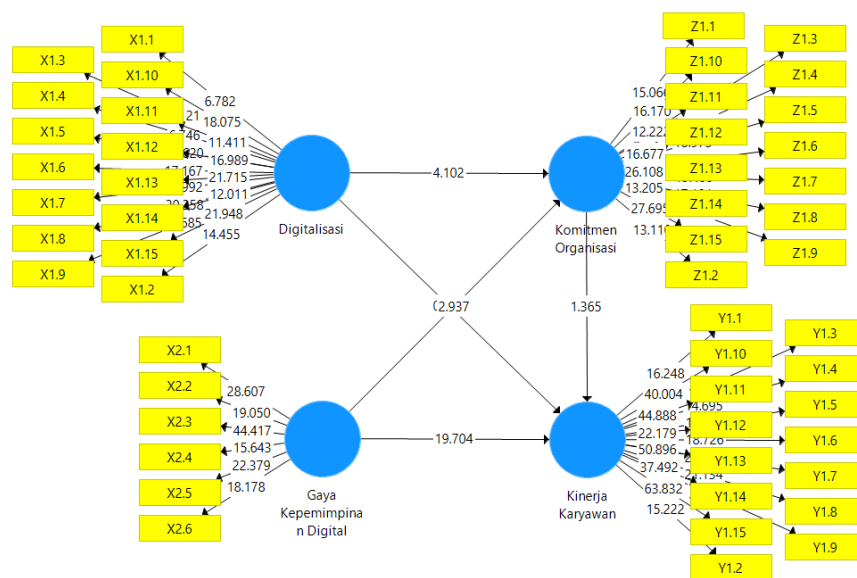 X1.1
X1.3
X1.10
X1.4
X1.11
X1.5
X1.12
X1.6
X1.13
X1.7
X1.14
X1.8
X1.15
X1.9
X1.2
6.782
18.075
11.411
16.989
21.715
12.011
21.948
14.455
Digitalisasi
4.102
Z1.1
Z1.3
Z1.10
Z1.4
Z1.11
Z1.5
Z1.12
Z1.6
Z1.13
Z1.7
Z1.14
Z1.8
Z1.15
Z1.9
Z1.2
15.066
16.170
12.222
16.677
26.108
13.205
27.695
Komitmen
Organisasi
2.937
1.365
X2.1
X2.2
X2.3
X2.4
X2.5
X2.6
28.607
19.050
44.417
15.643
22.379
18.178
Gaya
Kepemimpina
n Digital
19.704
Y1.1
Y1.3
Y1.10
Y1.4
Y1.11
Y1.5
Y1.12
Y1.6
Y1.13
Y1.7
Y1.14
Y1.8
Y1.15
Y1.9
Y1.2
16.248
40.004
44.888
22.179
18.726
50.896
37.492
63.832
15.222
Kinerja
Karyawan